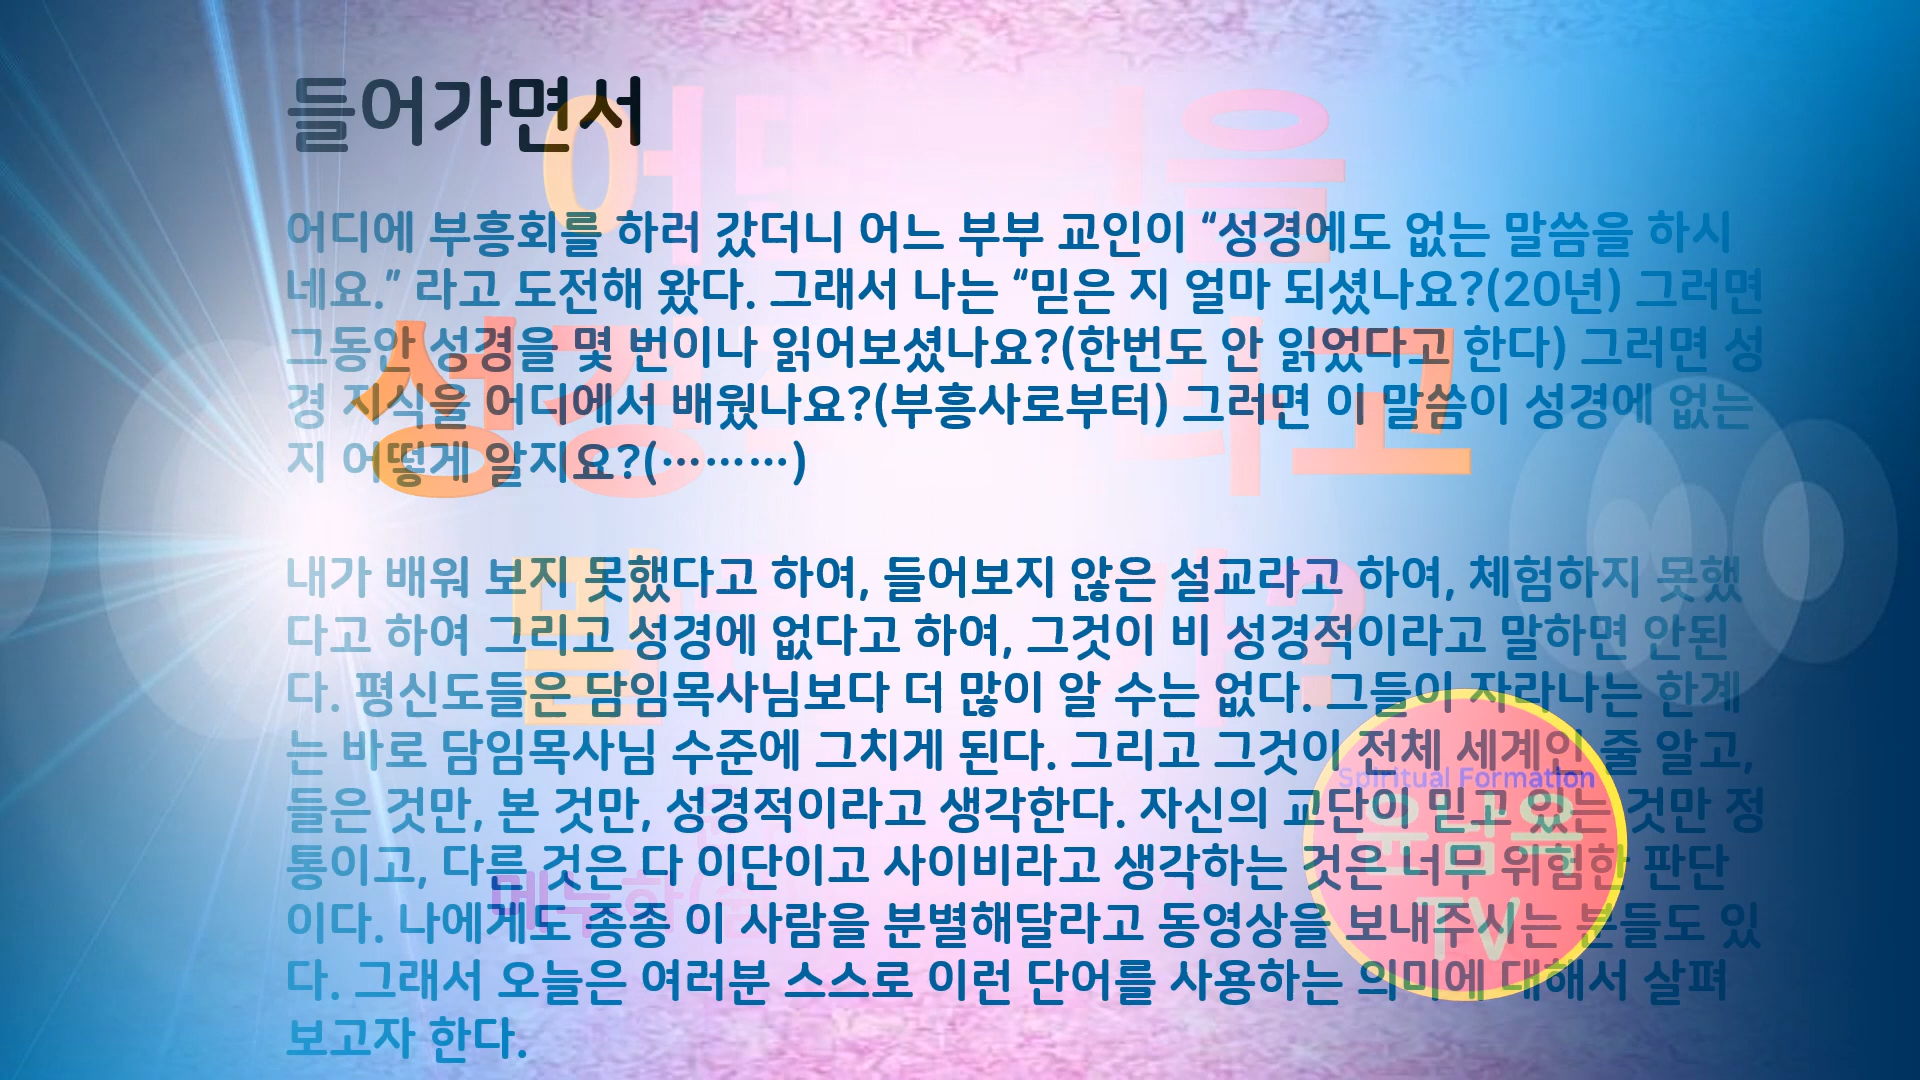 들어가면서
어디에 부흥회를 하러 갔더니 어느 부부 교인이 “성경에도 없는 말씀을 하시
네요.” 라고 도전해 왔다. 그래서 나는 “믿은 지 얼마 되셨나요?(20년) 그러면
그동안 성경을 몇 번이나 읽어보셨나요?(한번도 안 읽었다고 한다) 그러면 성
경 지식을 어디에서 배웠나요?(부흥사로부터) 그러면 이 말씀이 성경에 없는
지 어떻게 알지요?(………)
내가 배워 보지 못했다고 하여, 들어보지 않은 설교라고 하여, 체험하지 못했
다고 하여 그리고 성경에 없다고 하여, 그것이 비 성경적이라고 말하면 안된
다. 평신도들은 담임목사님보다 더 많이 알 수는 없다. 그들이 자라나는 한계
는 바로 담임목사님 수준에 그치게 된다. 그리고 그것이 전체 세계인 줄 알고,
들은 것만, 본 것만, 성경적이라고 생각한다. 자신의 교단이 믿고 있는 것만 정
통이고, 다른 것은 다 이단이고 사이비라고 생각하는 것은 너무 위험한 판단
이다. 나에게도 종종 이 사람을 분별해달라고 동영상을 보내주시는 분들도 있
다. 그래서 오늘은 여러분 스스로 이런 단어를 사용하는 의미에 대해서 살펴
보고자 한다.
성경 고
Spiritual Formation
TV